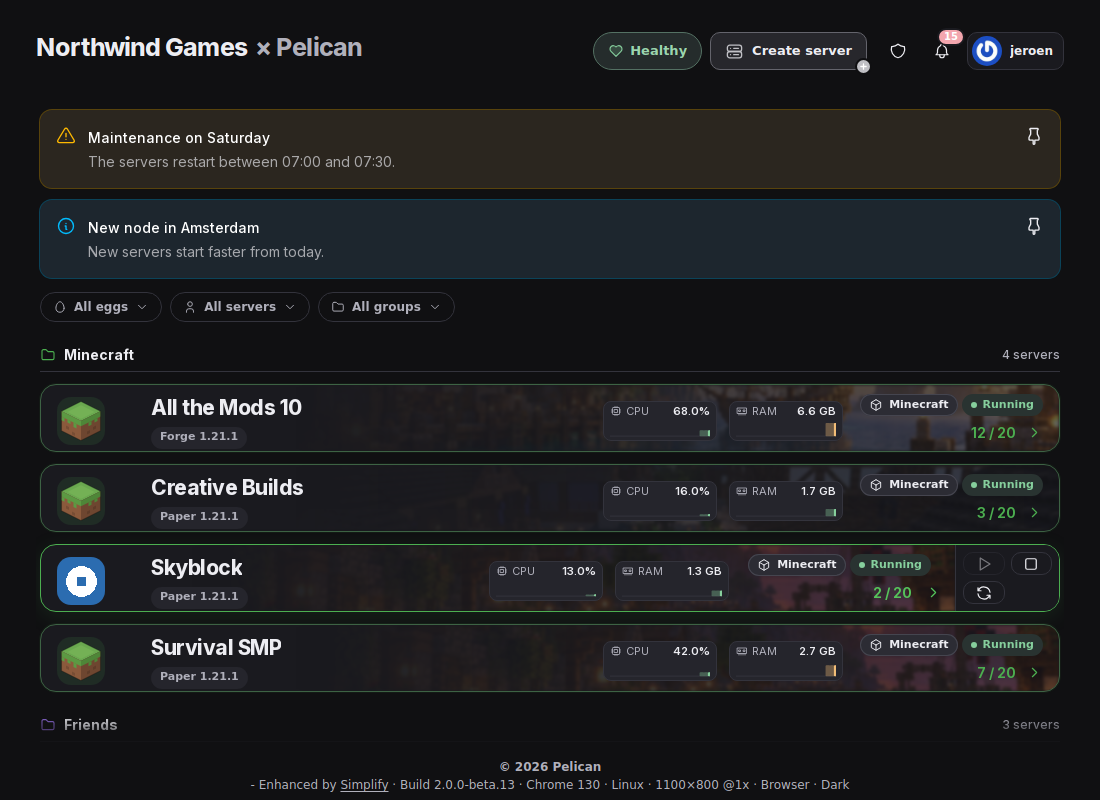 Northwind Games × Pelican
Healthy
Create server
15
jeroen
Maintenance on Saturday
The servers restart between 07:00 and 07:30.
New node in Amsterdam
New servers start faster from today.
All eggs
All servers
All groups
Minecraft
4 servers
All the Mods 10
Forge 1.21.1
CPU 68.0%
RAM 6.6 GB
Minecraft
Running
12 / 20
Creative Builds
Paper 1.21.1
CPU 16.0%
RAM 1.7 GB
Minecraft
Running
3 / 20
Skyblock
Paper 1.21.1
CPU 13.0%
RAM 1.3 GB
Minecraft
Running
2 / 20
Survival SMP
Paper 1.21.1
CPU 42.0%
RAM 2.7 GB
Minecraft
Running
7 / 20
Friends
3 servers
© 2026 Pelican
- Enhanced by Simplify · Build 2.0.0-beta.13 · Chrome 130 · Linux · 1100×800 @1x · Browser · Dark